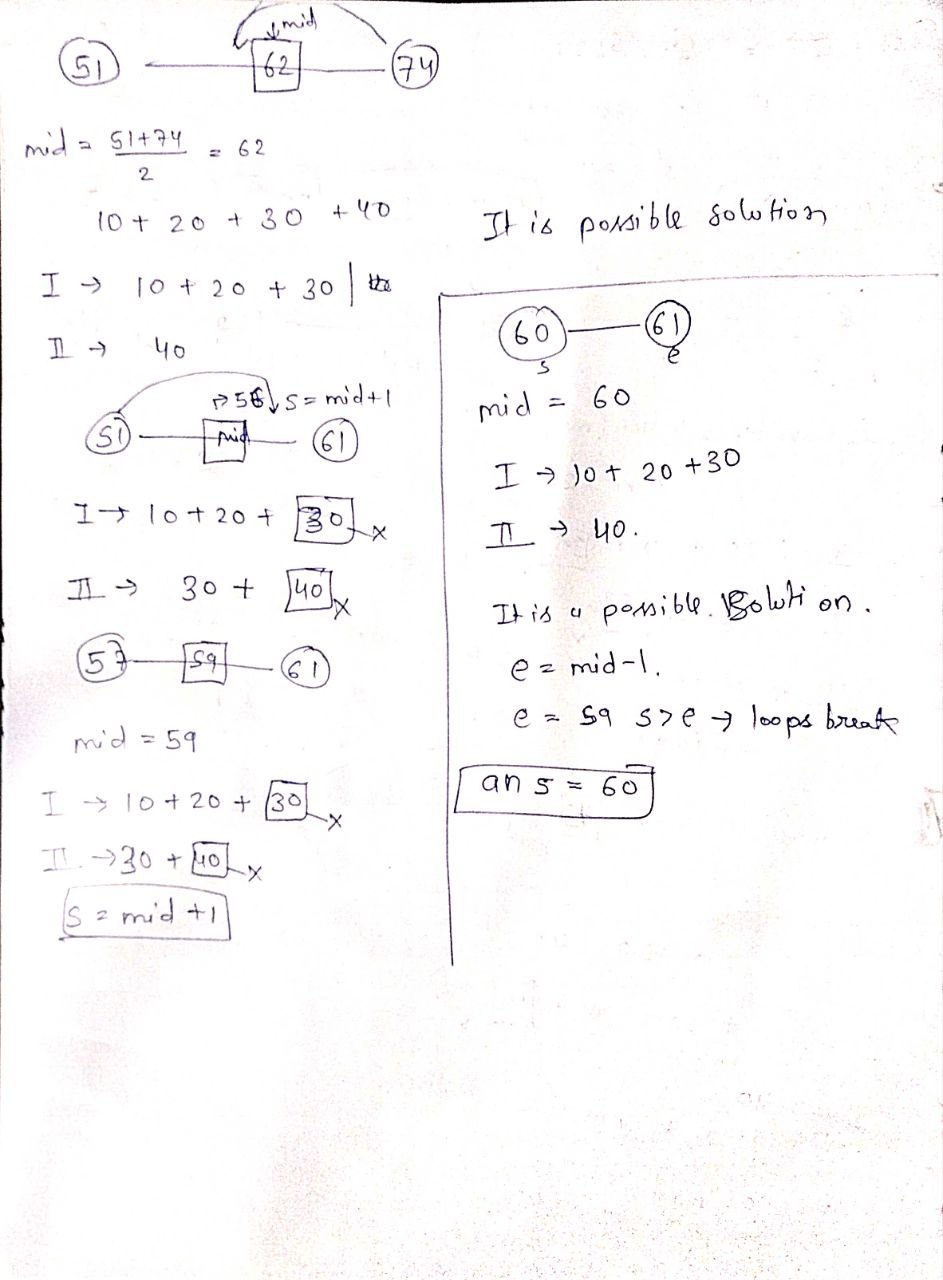 ↓mid
51 62 74
mid = 51+74 / 2 = 62
10 + 20 + 30 + 40
I → 10 + 20 + 30 |
II → 40
→56 ↓ s = mid+1
51 mid 61
I → 10 + 20 + 30 x
II → 30 + 40 x
57 59 61
mid = 59
I → 10 + 20 + 30 x
II → 30 + 40 x
s = mid + 1
It is possible solution
60 61
s e
mid = 60
I → 10 + 20 + 30
II → 40.
It is a possible. Solution.
e = mid-1.
e = 59 s>e → loops break
ans = 60